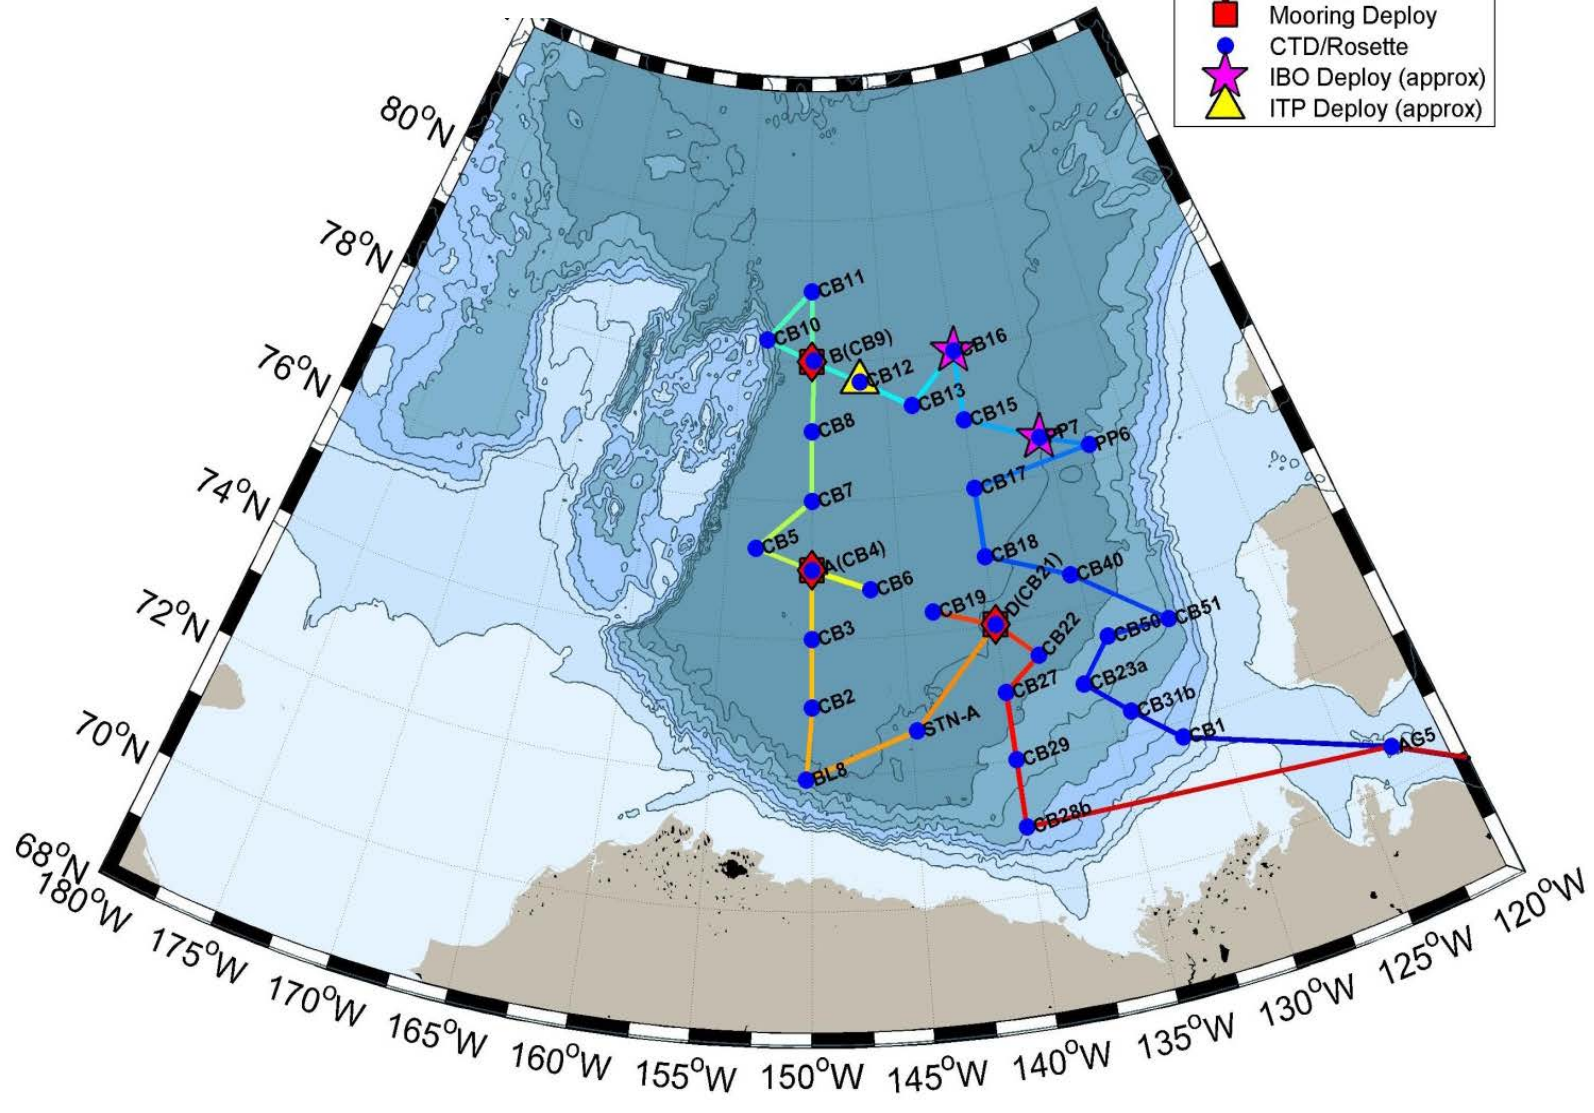 Mooring Deploy
CTD/Rosette
IBO Deploy (approx)
ITP Deploy (approx)
80°N
78°N
76°N
74°N
72°N
70°N
68°N
CB11
CB10
B(CB9)
CB16
CB12
CB13
CB15
CB8
PP7
PP6
CB17
CB7
CB5
CB18
A(CB4)
CB40
CB6
CB19
D(CB21)
CB51
CB50
CB3
CB22
CB23a
CB27
CB31b
CB2
STN-A
CB1
AG5
CB29
BL8
CB28b
180°W
175°W
170°W
165°W
160°W
155°W
150°W
145°W
140°W
135°W
130°W
125°W
120°W